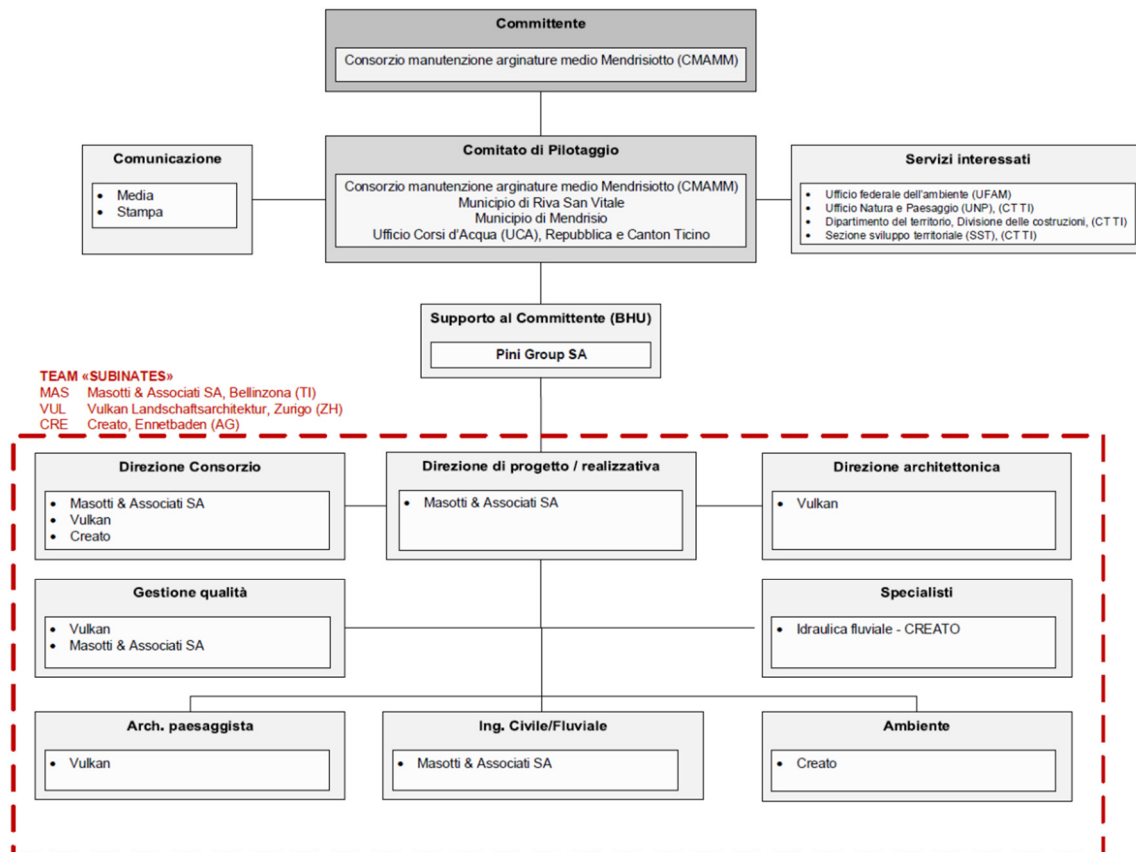 Committente
Consorzio manutenzione arginature medio Mendrisiotto (CMAMM)
Comunicazione
• Media
• Stampa
Comitato di Pilotaggio
Consorzio manutenzione arginature medio Mendrisiotto (CMAMM)
Municipio di Riva San Vitale
Municipio di Mendrisio
Ufficio Corsi d'Acqua (UCA), Repubblica e Canton Ticino
Servizi interessati
• Ufficio federale dell'ambiente (UFAM)
• Ufficio Natura e Paesaggio (UNP), (CT TI)
• Dipartimento del territorio, Divisione delle costruzioni, (CT TI)
• Sezione sviluppo territoriale (SST), (CT TI)
Supporto al Committente (BHU)
Pini Group SA
TEAM «SUBINATES»
MAS Masotti & Associati SA, Bellinzona (TI)
VUL Vulkan Landschaftsarchitektur, Zurigo (ZH)
CRE Creato, Ennetbaden (AG)
Direzione Consorzio
• Masotti & Associati SA
• Vulkan
• Creato
Direzione di progetto / realizzativa
• Masotti & Associati SA
Direzione architettonica
• Vulkan
Gestione qualità
• Vulkan
• Masotti & Associati SA
Specialisti
• Idraulica fluviale - CREATO
Arch. paesaggista
• Vulkan
Ing. Civile/Fluviale
• Masotti & Associati SA
Ambiente
• Creato